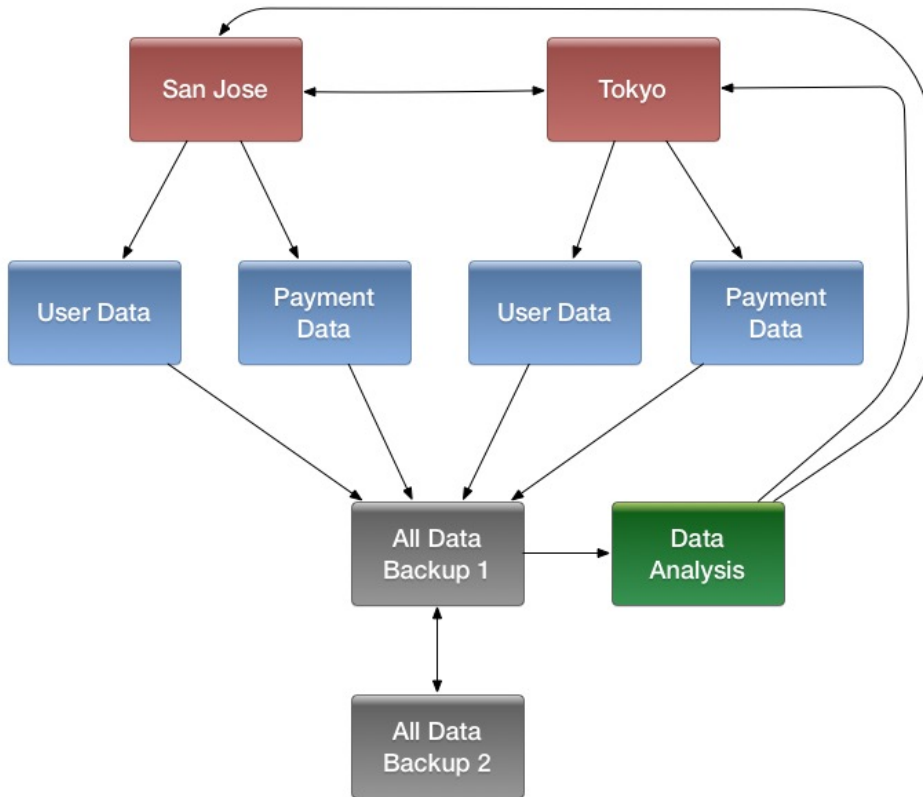 San Jose
Tokyo
User Data
Payment
Data
User Data
Payment
Data
All Data
Backup 1
Data
Analysis
All Data
Backup 2